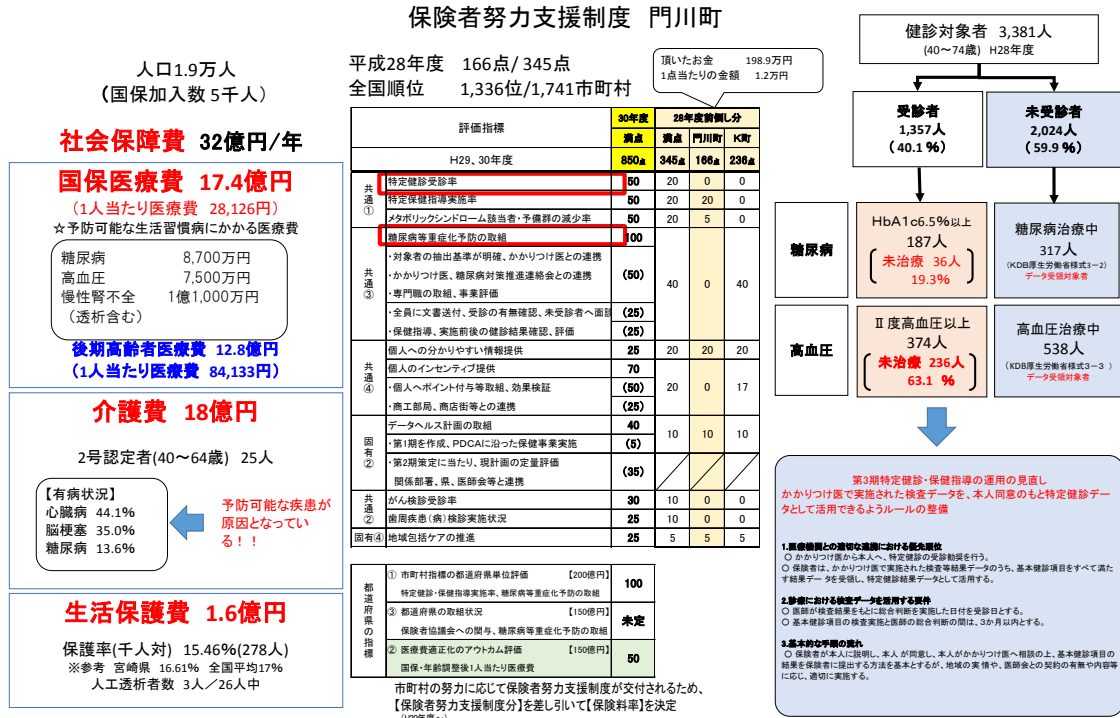 保険者努力支援制度 門川町
人口1.9万人
(国保加入数 5千人)
社会保障費 32億円/年
国保医療費 17.4億円
(1人当たり医療費 28,126円)
☆予防可能な生活習慣病にかかる医療費
糖尿病 8,700万円
高血圧 7,500万円
慢性腎不全 1億1,000万円
(透析含む)
後期高齢者医療費 12.8億円
(1人当たり医療費 84,133円)
介護費 18億円
2号認定者(40~64歳) 25人
【有病状況】
心臓病 44.1%
脳梗塞 35.0%
糖尿病 13.6%
予防可能な疾患が
原因となってい
る!!
生活保護費 1.6億円
保護率(千人対) 15.46%(278人)
※参考 宮崎県 16.61% 全国平均17%
人工透析者数 3人/26人中
平成28年度 166点/ 345点
全国順位 1,336位/1,741市町村
頂いたお金 198.9万円
1点当たりの金額 1.2万円
評価指標 30年度 28年度前倒し分
満点 満点 門川町 K町
H29、30年度 850点 345点 166点 236点
共通① 特定健診受診率 50 20 0 0
特定保健指導実施率 50 20 20 0
メタボリックシンドローム該当者・予備群の減少率 50 20 5 0
共通③ 糖尿病等重症化予防の取組 100 40 0 40
・対象者の抽出基準が明確、かかりつけ医との連携
・かかりつけ医、糖尿病対策推進連絡会との連携 (50)
・専門職の取組、事業評価
・全員に文書送付、受診の有無確認、未受診者へ面談 (25)
・保健指導、実施前後の健診結果確認、評価 (25)
共通④ 個人への分かりやすい情報提供 25 20 20 20
個人のインセンティブ提供 70 20 0 17
・個人へポイント付与等取組、効果検証 (50)
・商工部局、商店街等との連携 (25)
固有② データヘルス計画の取組 40 10 10 10
・第1期を作成、PDCAに沿った保健事業実施 (5)
・第2期策定に当たり、現計画の定量評価 (35)
関係部署、県、医師会等と連携
共通② がん検診受診率 30 10 0 0
歯周疾患(病)検診実施状況 25 10 0 0
固有④ 地域包括ケアの推進 25 5 5 5
都道府県の指標
① 市町村指標の都道府県単位評価 【200億円】 100
特定健診・保健指導実施率、糖尿病等重症化予防の取組
③ 都道府県の取組状況 【150億円】 未定
保険者協議会への関与、糖尿病等重症化予防の取組
② 医療費適正化のアウトカム評価 【150億円】 50
国保・年齢調整後1人当たり医療費
市町村の努力に応じて保険者努力支援制度が交付されるため、
【保険者努力支援制度分】を差し引いて【保険料率】を決定
健診対象者 3,381人
(40~74歳) H28年度
受診者
1,357人
(40.1 %)
未受診者
2,024人
(59.9 %)
糖尿病
HbA1c6.5%以上
187人
未治療 36人
19.3%
糖尿病治療中
317人
(KDB厚生労働省様式3-2)
データ受領対象者
高血圧
Ⅱ度高血圧以上
374人
未治療 236人
63.1 %
高血圧治療中
538人
(KDB厚生労働省様式3-3 )
データ受領対象者
第3期特定健診・保健指導の運用の見直し
かかりつけ医で実施された検査データを、本人同意のもと特定健診デー
タとして活用できるようルールの整備
1.医療機関との適切な連携における優先順位
○ かかりつけ医から本人へ、特定健診の受診勧奨を行う。
○ 保険者は、かかりつけ医で実施された検査等結果データのうち、基本健診項目をすべて満た
す結果データを受領し、特定健診結果データとして活用する。
2.診療における検査データを活用する要件
○ 医師が検査結果をもとに総合判断を実施した日付を受診日とする。
○ 基本健診項目の検査実施と医師の総合判断の間は、3か月以内とする。
3.基本的な手順の流れ
○ 保険者が本人に説明し、本人が同意し、本人がかかりつけ医へ相談の上、基本健診項目の
結果を保険者に提出する方法を基本とするが、地域の実情や、医師会との契約の有無や内容等
に応じ、適切に実施する。